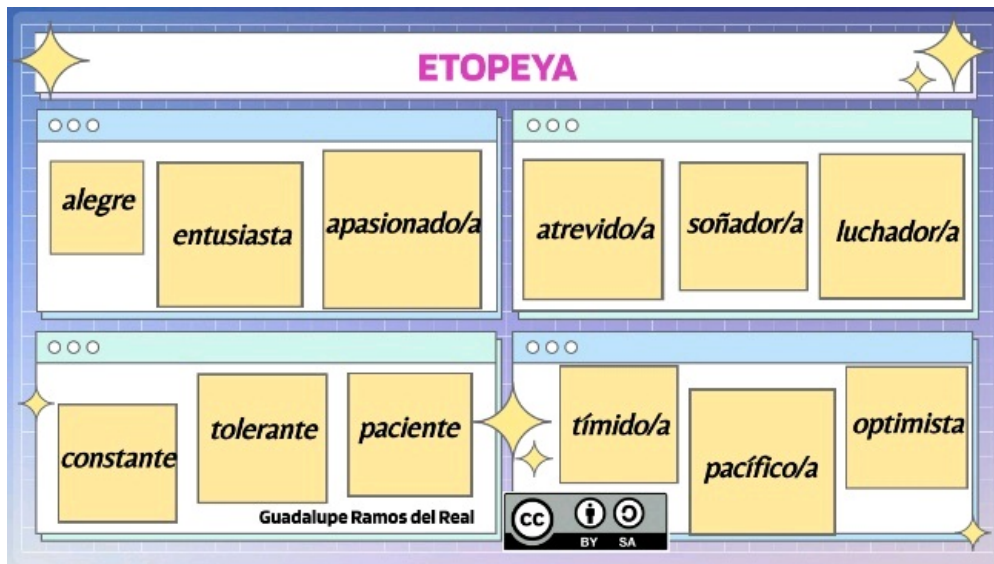 ETOPEYA
alegre
entusiasta
apasionado/a
atrevido/a
soñador/a
luchador/a
constante
tolerante
paciente
Guadalupe Ramos del Real
tímido/a
pacífico/a
optimista
cc
BY SA